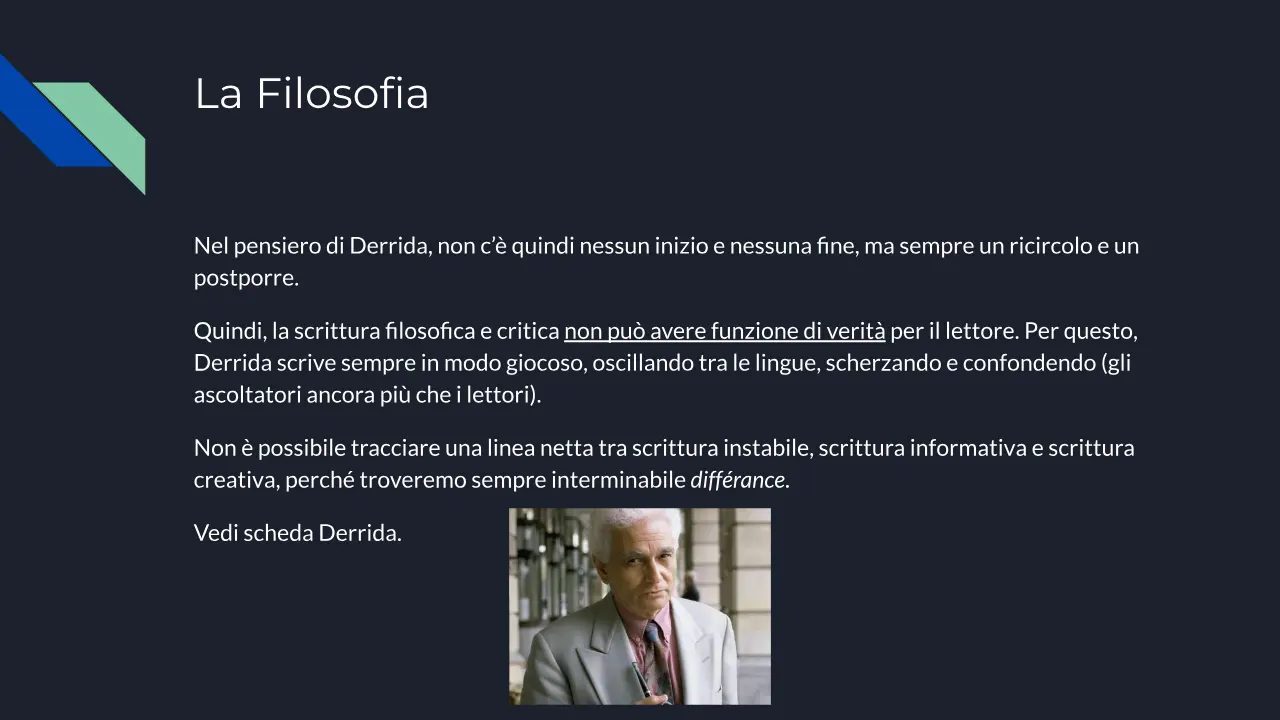 La Filosofia
Nel pensiero di Derrida, non c’è quindi nessun inizio e nessuna fine, ma sempre un ricircolo e un
postporre.
Quindi, la scrittura filosofica e critica non può avere funzione di verità per il lettore. Per questo,
Derrida scrive sempre in modo giocoso, oscillando tra le lingue, scherzando e confondendo (gli
ascoltatori ancora più che i lettori).
Non è possibile tracciare una linea netta tra scrittura instabile, scrittura informativa e scrittura
creativa, perché troveremo sempre interminabile différance.
Vedi scheda Derrida.